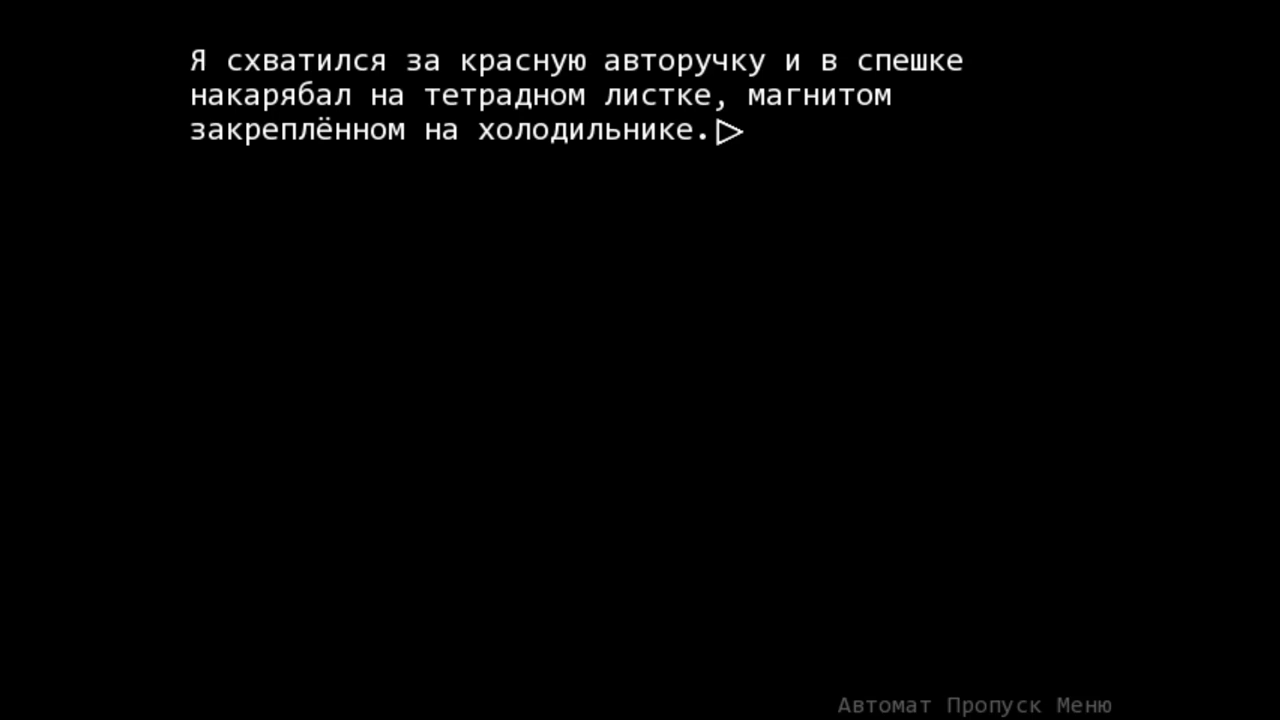 Я схватился за красную авторучку и в спешке
накарябал на тетрадном листке, магнитом
закреплённом на холодильнике.
Автомат Пропуск Меню